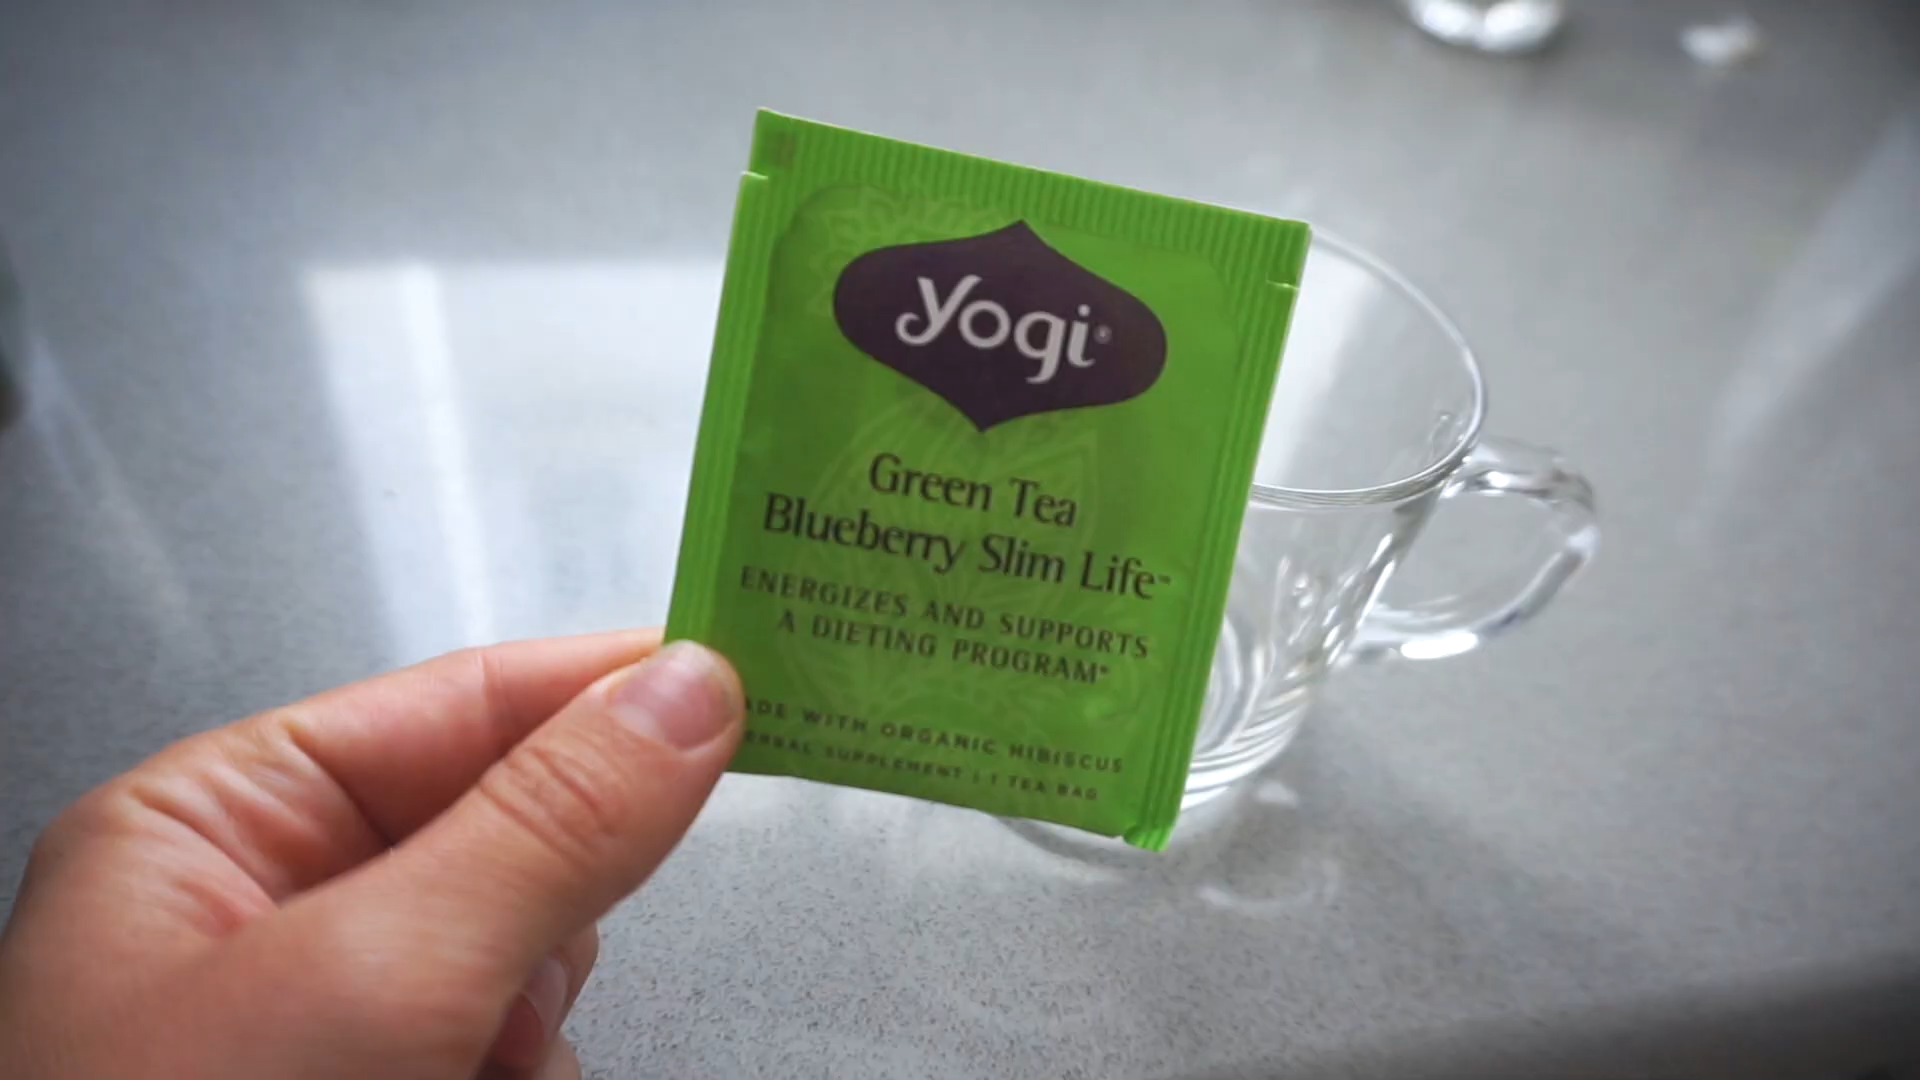 yogi®
Green Tea
Blueberry Slim Life™
ENERGIZES AND SUPPORTS
A DIETING PROGRAM*
ADE WITH ORGANIC HIBISCUS
ERBAL SUPPLEMENT | 1 TEA BAG